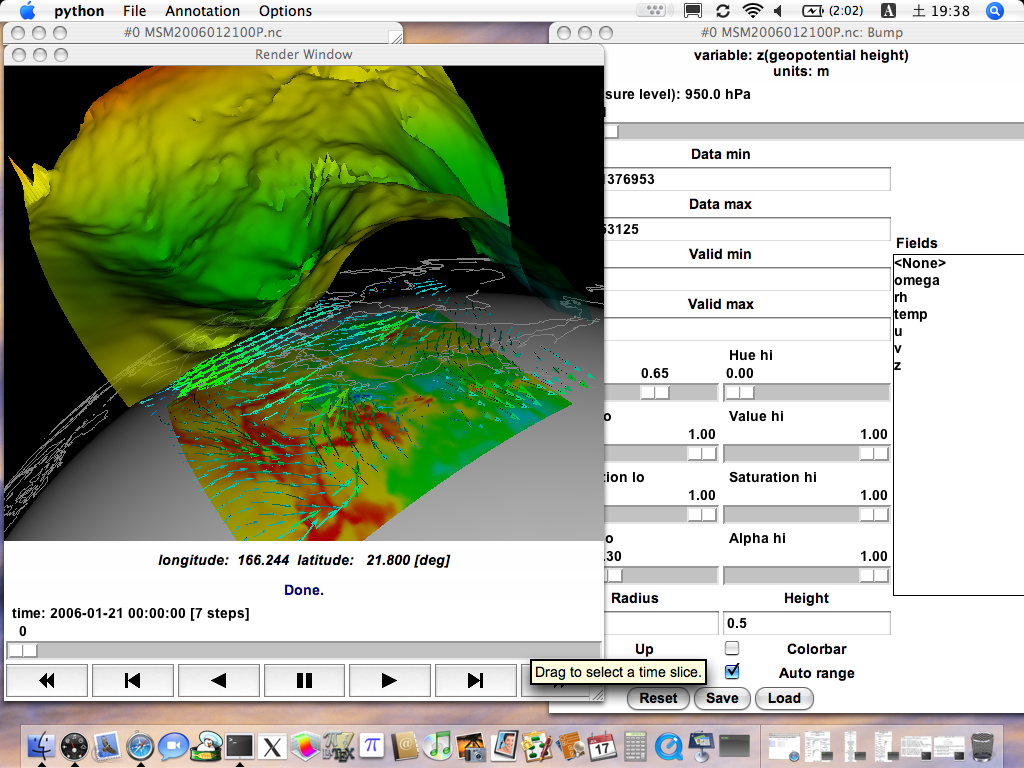 python File Annotation Options (2:02) A 土 19:38
#0 MSM2006012100P.nc
#0 MSM2006012100P.nc: Bump
Render Window
variable: z(geopotential height)
units: m
sure level): 950.0 hPa
Data min
376953
Data max
53125
Valid min
Valid max
Fields
<None>
omega
rh
temp
u
v
z
Hue hi
0.65 0.00
o Value hi
1.00 1.00
ion lo Saturation hi
1.00 1.00
o Alpha hi
.30 1.00
Radius Height
0.5
Up Colorbar
Auto range
Reset Save Load
longitude: 166.244 latitude: 21.800 [deg]
Done.
time: 2006-01-21 00:00:00 [7 steps]
0
Drag to select a time slice.
X
π
17